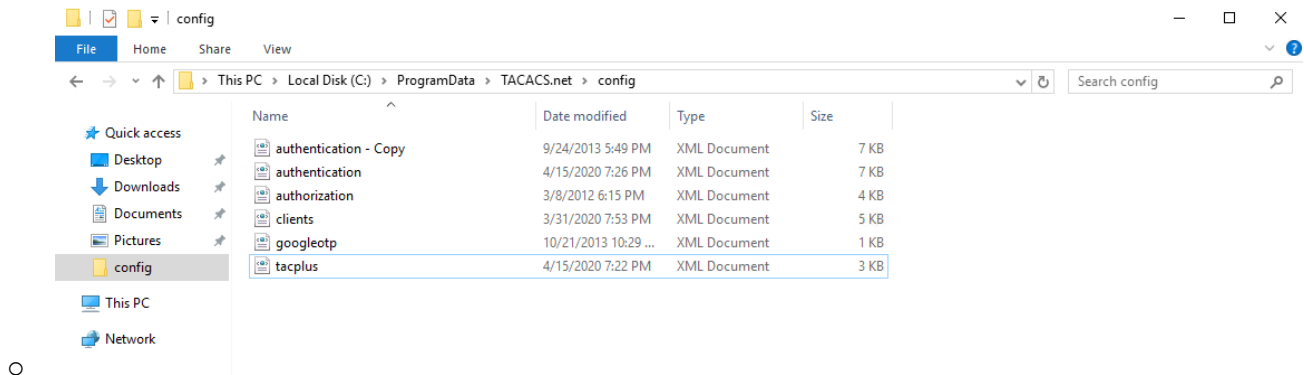 config
File Home Share View
This PC > Local Disk (C:) > ProgramData > TACACS.net > config
Search config
Name Date modified Type Size
Quick access
Desktop
Downloads
Documents
Pictures
config
This PC
Network
authentication - Copy 9/24/2013 5:49 PM XML Document 7 KB
authentication 4/15/2020 7:26 PM XML Document 7 KB
authorization 3/8/2012 6:15 PM XML Document 4 KB
clients 3/31/2020 7:53 PM XML Document 5 KB
googleotp 10/21/2013 10:29 ... XML Document 1 KB
tacplus 4/15/2020 7:22 PM XML Document 3 KB